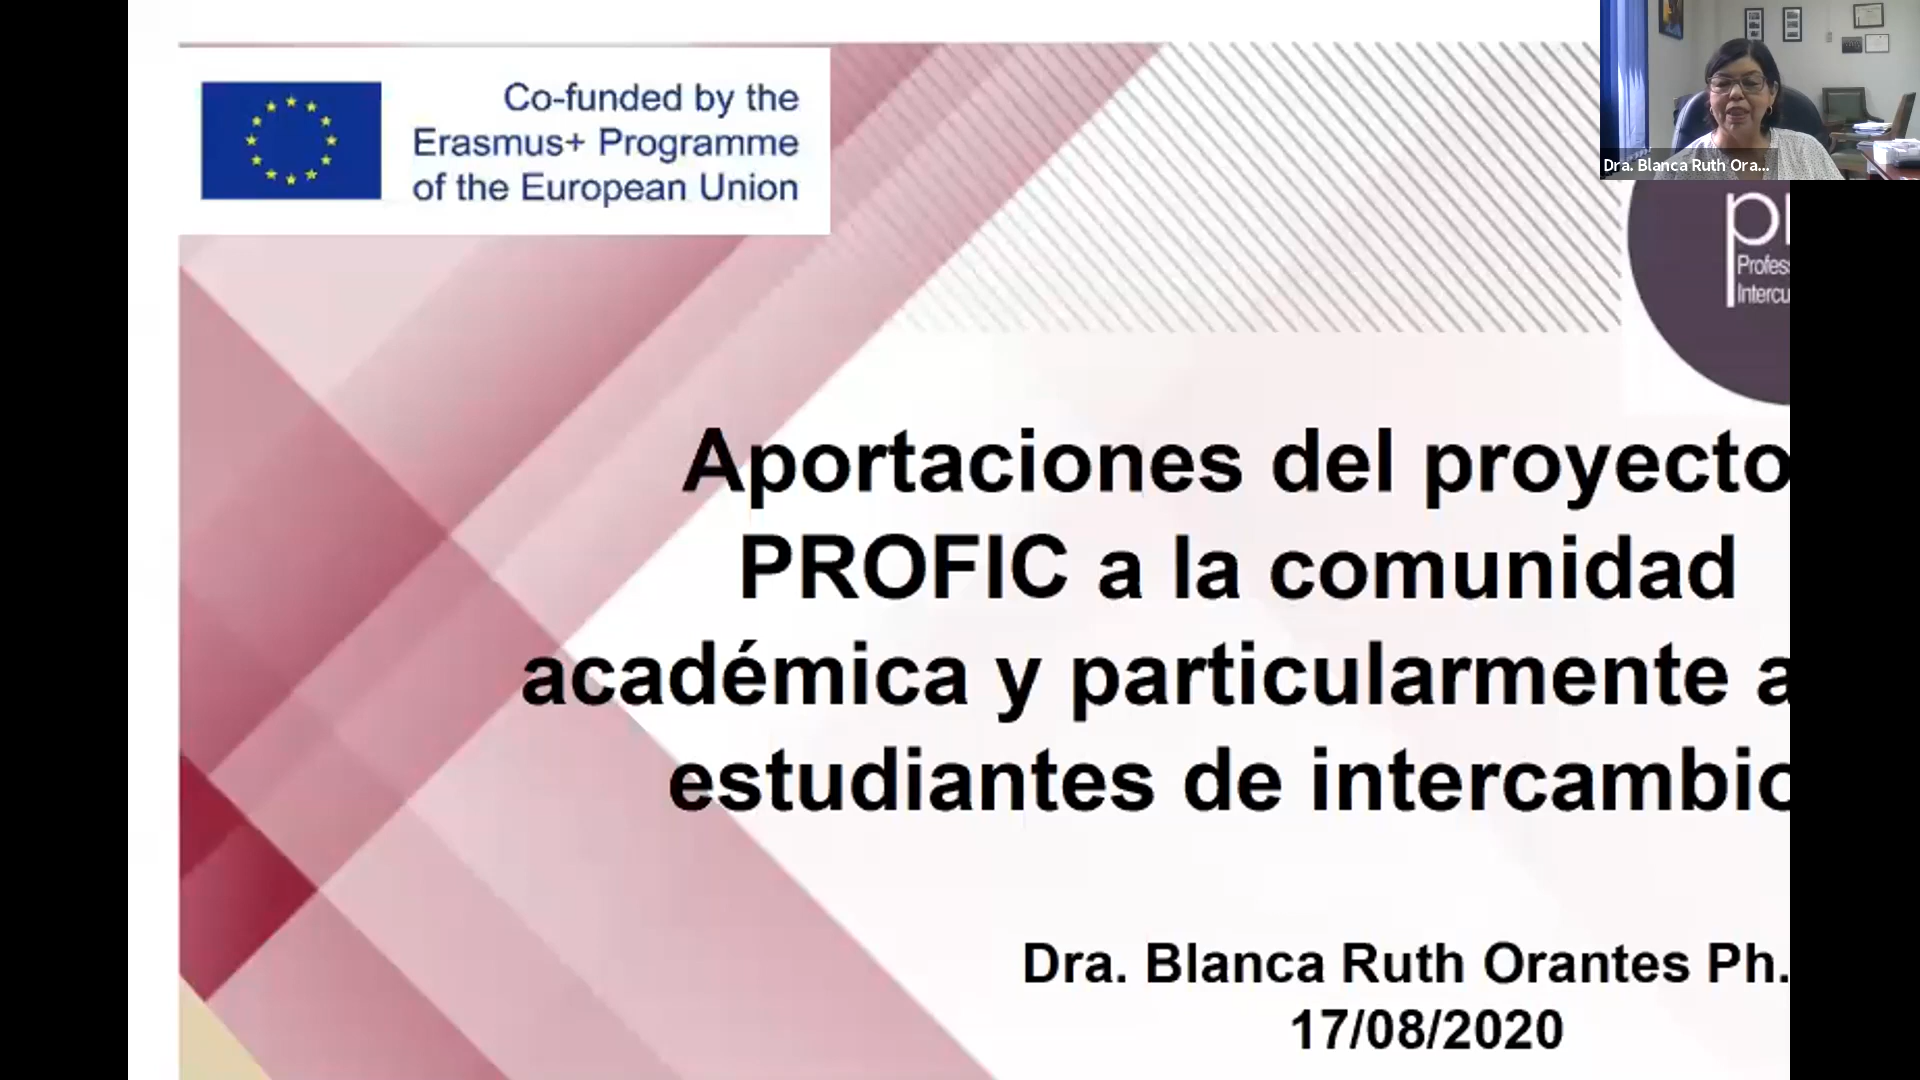 Co-funded by the
Erasmus+ Programme
of the European Union
Dra. Blanca Ruth Ora...
Aportaciones del proyecto
PROFIC a la comunidad
académica y particularmente a
estudiantes de intercambio
Dra. Blanca Ruth Orantes Ph.
17/08/2020